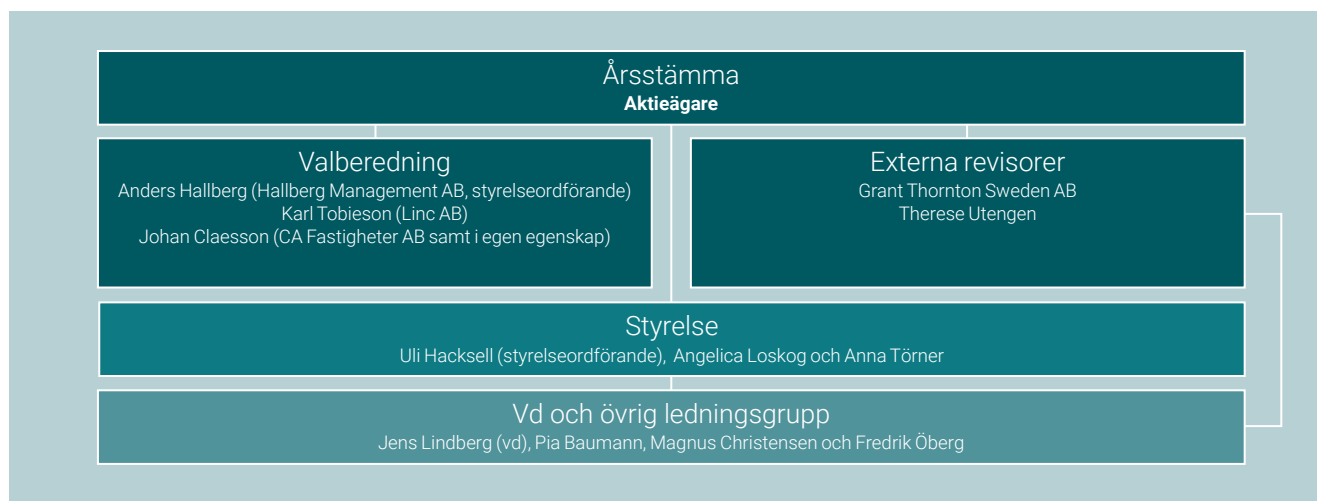 Årsstämma
Aktieägare
Valberedning
Anders Hallberg (Hallberg Management AB, styrelseordförande)
Karl Tobieson (Linc AB)
Johan Claesson (CA Fastigheter AB samt i egen egenskap)
Externa revisorer
Grant Thornton Sweden AB
Therese Utengen
Styrelse
Uli Hacksell (styrelseordförande), Angelica Loskog och Anna Törner
Vd och övrig ledningsgrupp
Jens Lindberg (vd), Pia Baumann, Magnus Christensen och Fredrik Öberg